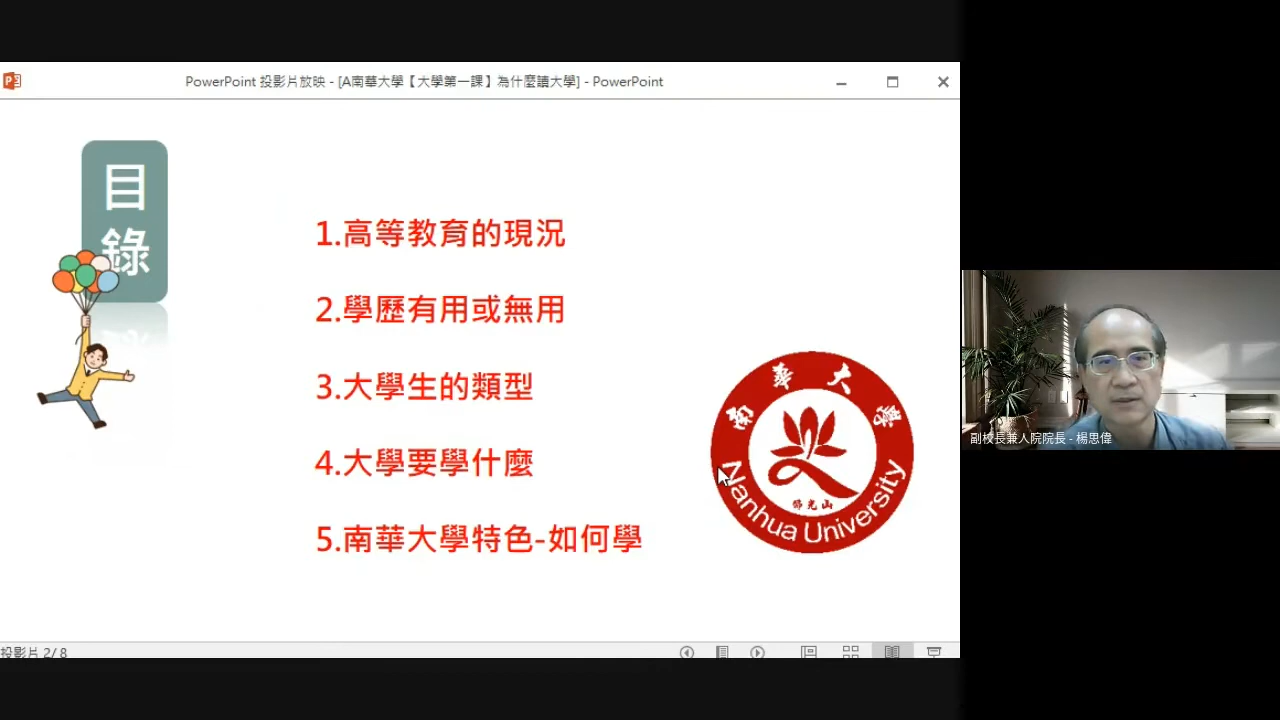 PowerPoint 投影片放映 - [A南華大學【大學第一課】為什麼讀大學] - PowerPoint
目錄
1.高等教育的現況
2.學歷有用或無用
3.大學生的類型
4.大學要學什麼
5.南華大學特色-如何學
南華大學
佛光山
Nanhua University
副校長兼人院院長 - 楊思偉
投影片 2/ 8